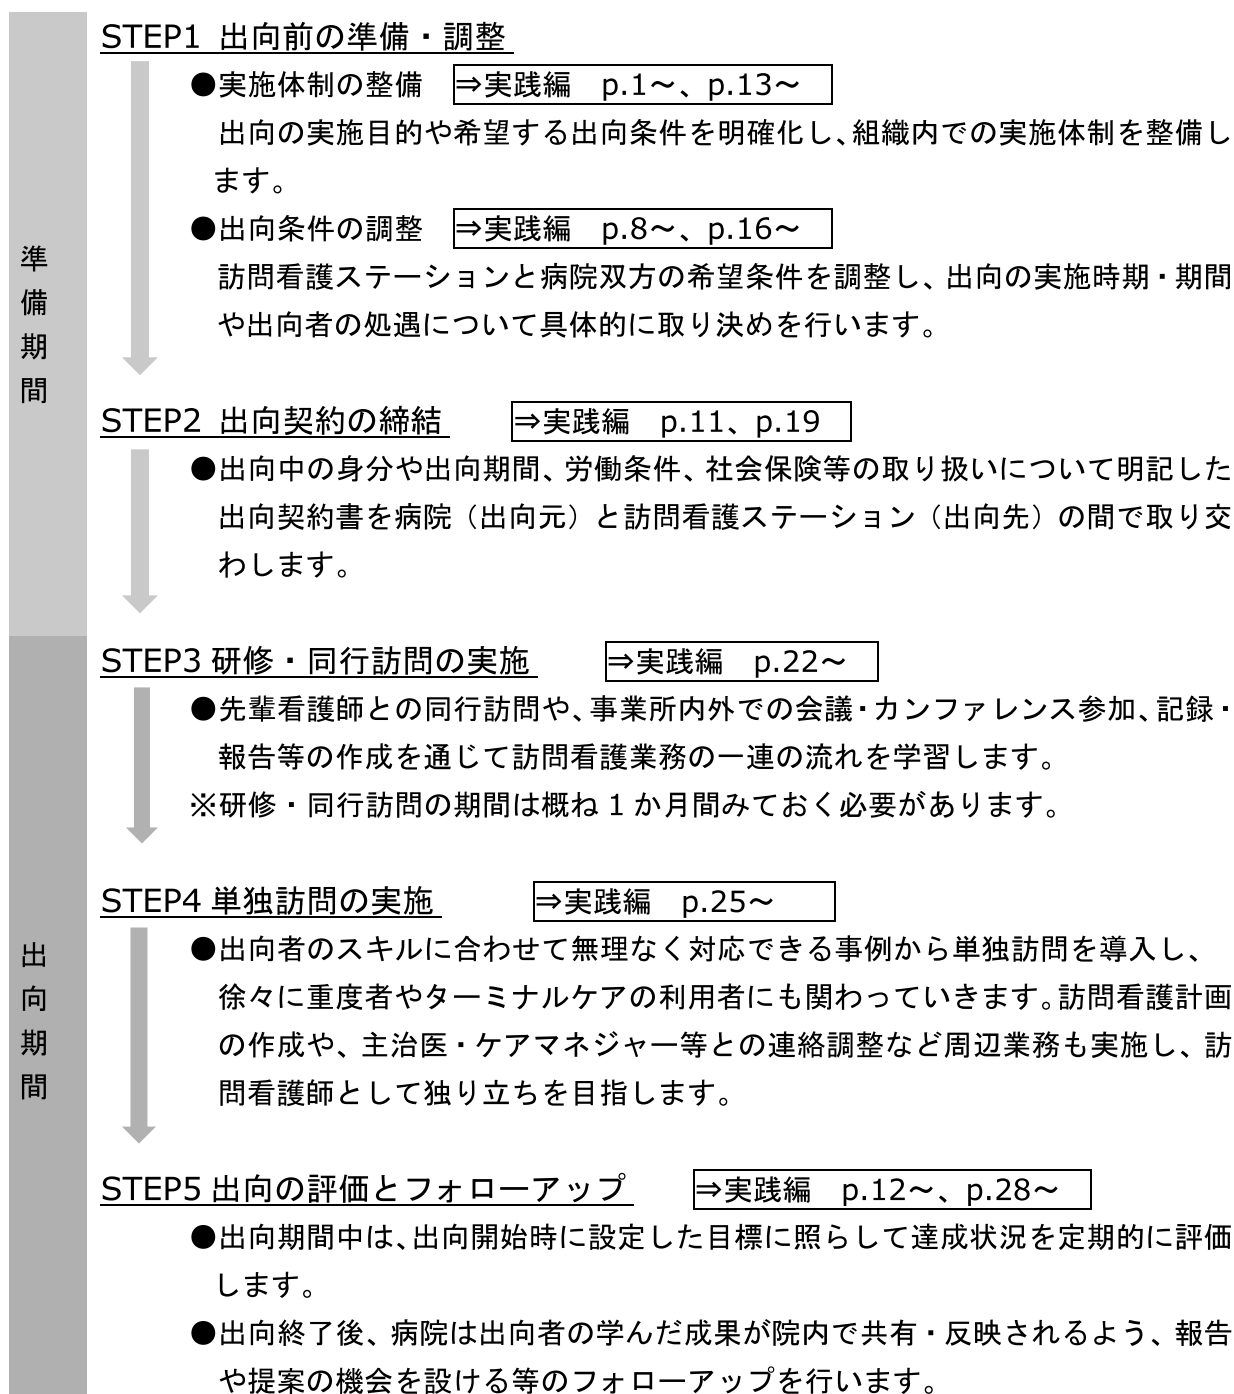 STEP1 出向前の準備・調整
●実施体制の整備 ⇒実践編 p.1～、p.13～
出向の実施目的や希望する出向条件を明確化し、組織内での実施体制を整備し
ます。
●出向条件の調整 ⇒実践編 p.8～、p.16～
訪問看護ステーションと病院双方の希望条件を調整し、出向の実施時期・期間
や出向者の処遇について具体的に取り決めを行います。
準
備
期
間
STEP2 出向契約の締結 ⇒実践編 p.11、p.19
●出向中の身分や出向期間、労働条件、社会保険等の取り扱いについて明記した
出向契約書を病院（出向元）と訪問看護ステーション（出向先）の間で取り交
わします。
STEP3 研修・同行訪問の実施 ⇒実践編 p.22～
●先輩看護師との同行訪問や、事業所内外での会議・カンファレンス参加、記録・
報告等の作成を通じて訪問看護業務の一連の流れを学習します。
※研修・同行訪問の期間は概ね 1 か月間みておく必要があります。
STEP4 単独訪問の実施 ⇒実践編 p.25～
●出向者のスキルに合わせて無理なく対応できる事例から単独訪問を導入し、
徐々に重度者やターミナルケアの利用者にも関わっていきます。訪問看護計画
の作成や、主治医・ケアマネジャー等との連絡調整など周辺業務も実施し、訪
問看護師として独り立ちを目指します。
出
向
期
間
STEP5 出向の評価とフォローアップ ⇒実践編 p.12～、p.28～
●出向期間中は、出向開始時に設定した目標に照らして達成状況を定期的に評価
します。
●出向終了後、病院は出向者の学んだ成果が院内で共有・反映されるよう、報告
や提案の機会を設ける等のフォローアップを行います。